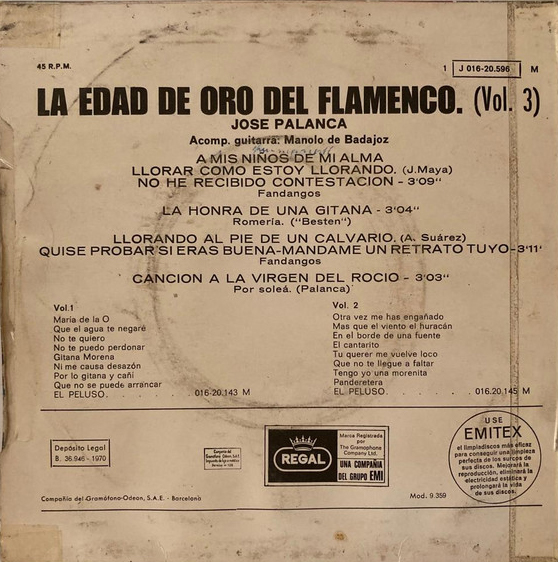 45 R.P.M.
1 J 016-20.596 M
LA EDAD DE ORO DEL FLAMENCO. (Vol. 3)
JOSE PALANCA
Acomp. guitarra: Manolo de Badajoz
A MIS NIÑOS DE MI ALMA
LLORAR COMO ESTOY LLORANDO. (J. Maya)
NO HE RECIBIDO CONTESTACION - 3'09"
Fandangos
LA HONRA DE UNA GITANA - 3'04"
Romería. ("Besten")
LLORANDO AL PIE DE UN CALVARIO. (A. Suárez)
QUISE PROBAR SI ERAS BUENA-MANDAME UN RETRATO TUYO-3'11'
Fandangos
CANCION A LA VIRGEN DEL ROCIO - 3'03"
Por soleá. (Palanca)
Vol.1
María de la O
Que el agua te negaré
No te quiero
No te puedo perdonar
Gitana Morena
Ni me causa desazón
Por lo gitana y cañí
Que no se puede arrancar
EL PELUSO. . . . . . . 016-20.143 M
Vol. 2
Otra vez me has engañado
Mas que el viento el huracán
En el borde de una fuente
El cantarito
Tu querer me vuelve loco
Que no te llegue a faltar
Tengo yo una morenita
Panderetera
EL PELUSO. . . . . . . 016.20.145 M
Depósito Legal
B. 36.946 - 1970
REGAL
Marca Registrada
por
The Gramophone
Company Ltd.
UNA COMPAÑIA
DEL GRUPO EMI
USE
EMITEX
el limpiadiscos más eficaz
para conseguir una limpieza
perfecta de los surcos de
sus discos. Mejorará la
reproducción, eliminará la
electricidad estática y
prolongará la vida
de sus discos.
Compañía del Gramófono-Odeon, S.A.E. - Barcelona
Mod. 9.359